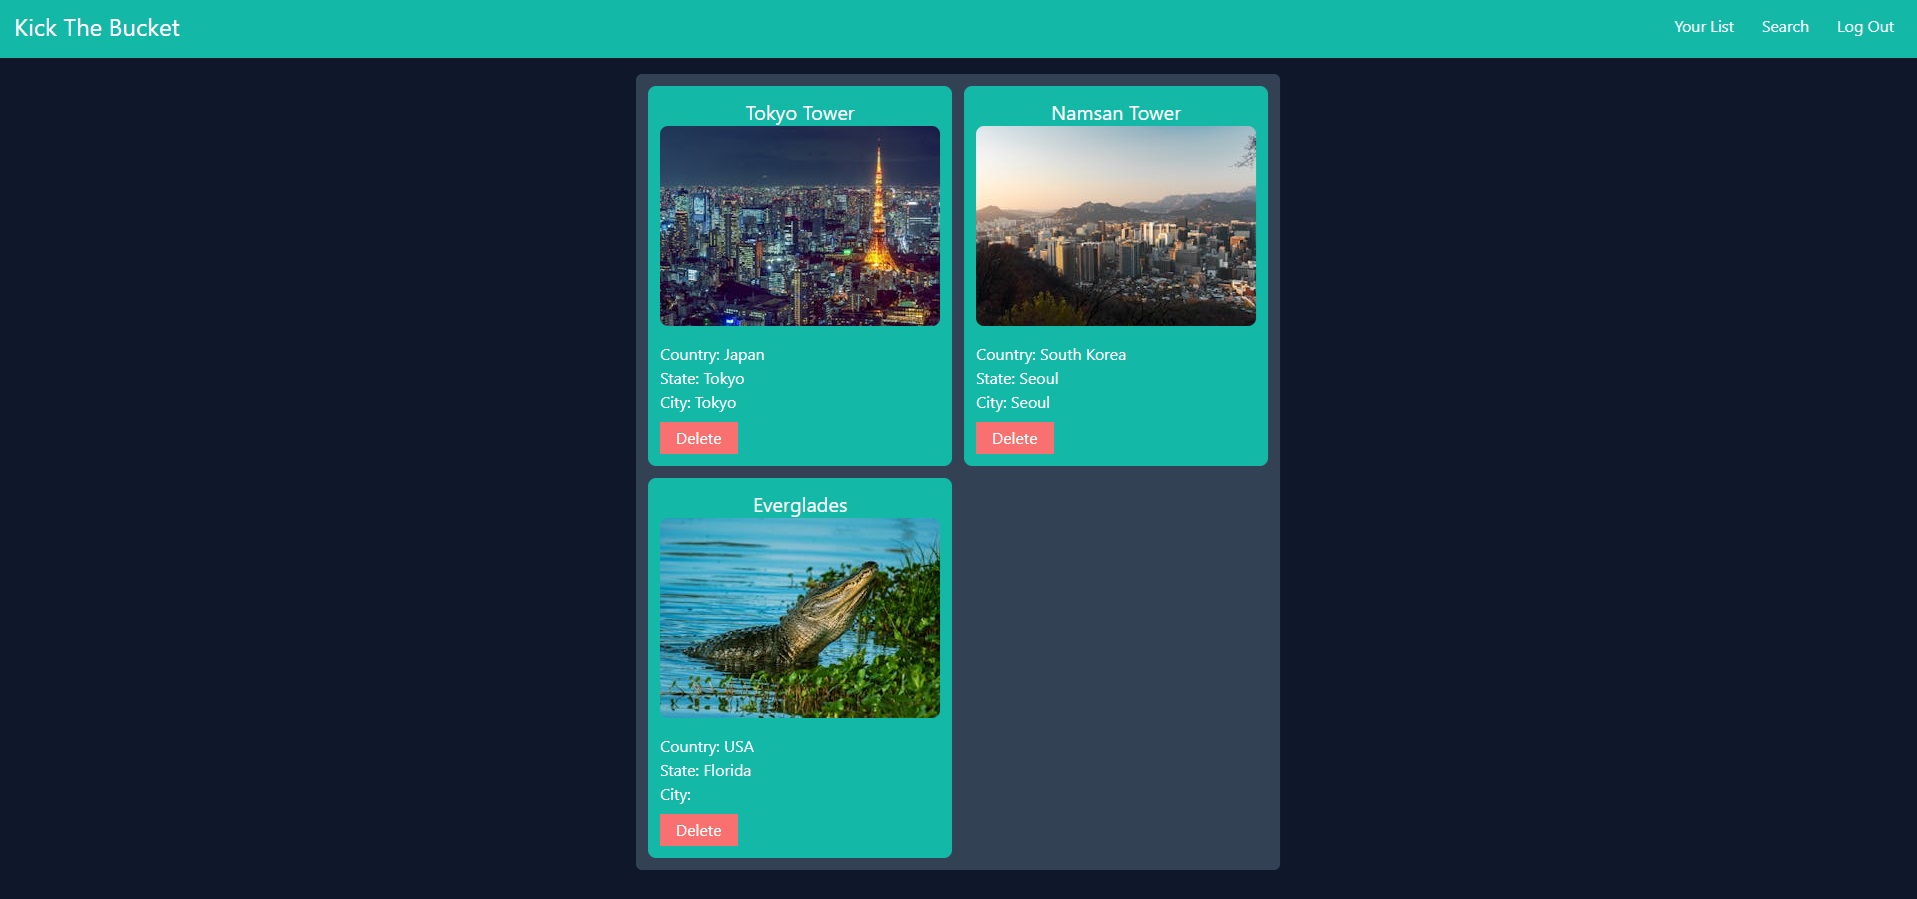 Kick The Bucket
Your List
Search
Log Out
Tokyo Tower
Country: Japan
State: Tokyo
City: Tokyo
Delete
Namsan Tower
Country: South Korea
State: Seoul
City: Seoul
Delete
Everglades
Country: USA
State: Florida
City:
Delete